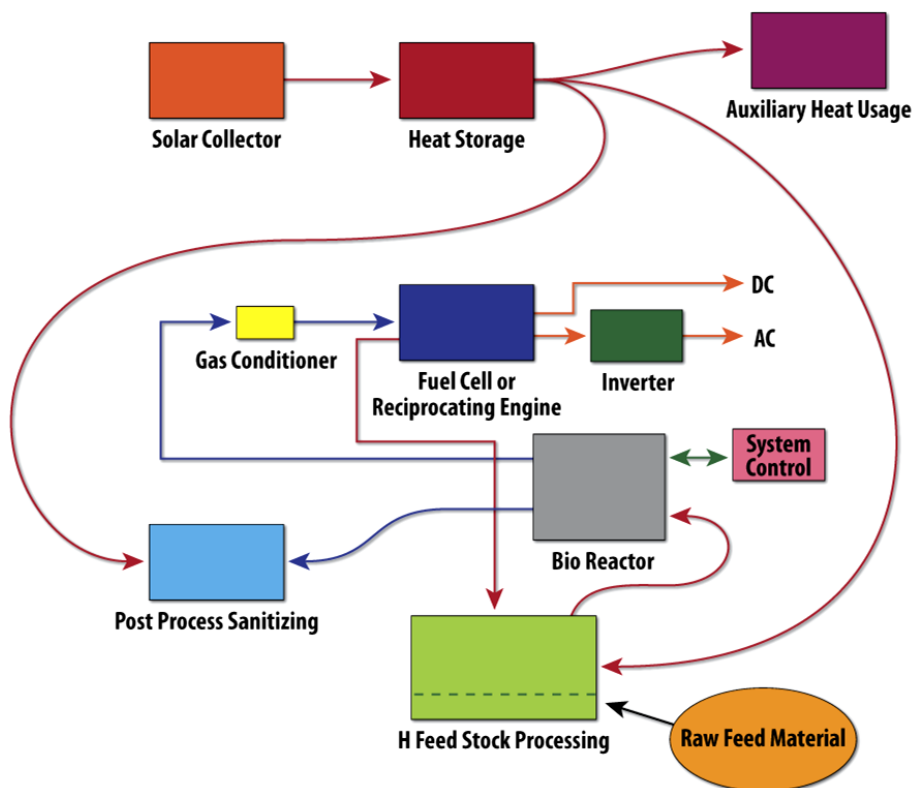 Auxiliary Heat Usage
Solar Collector
Heat Storage
DC
AC
Gas Conditioner
Fuel Cell or
Reciprocating Engine
Inverter
System
Control
Bio Reactor
Post Process Sanitizing
H Feed Stock Processing
Raw Feed Material